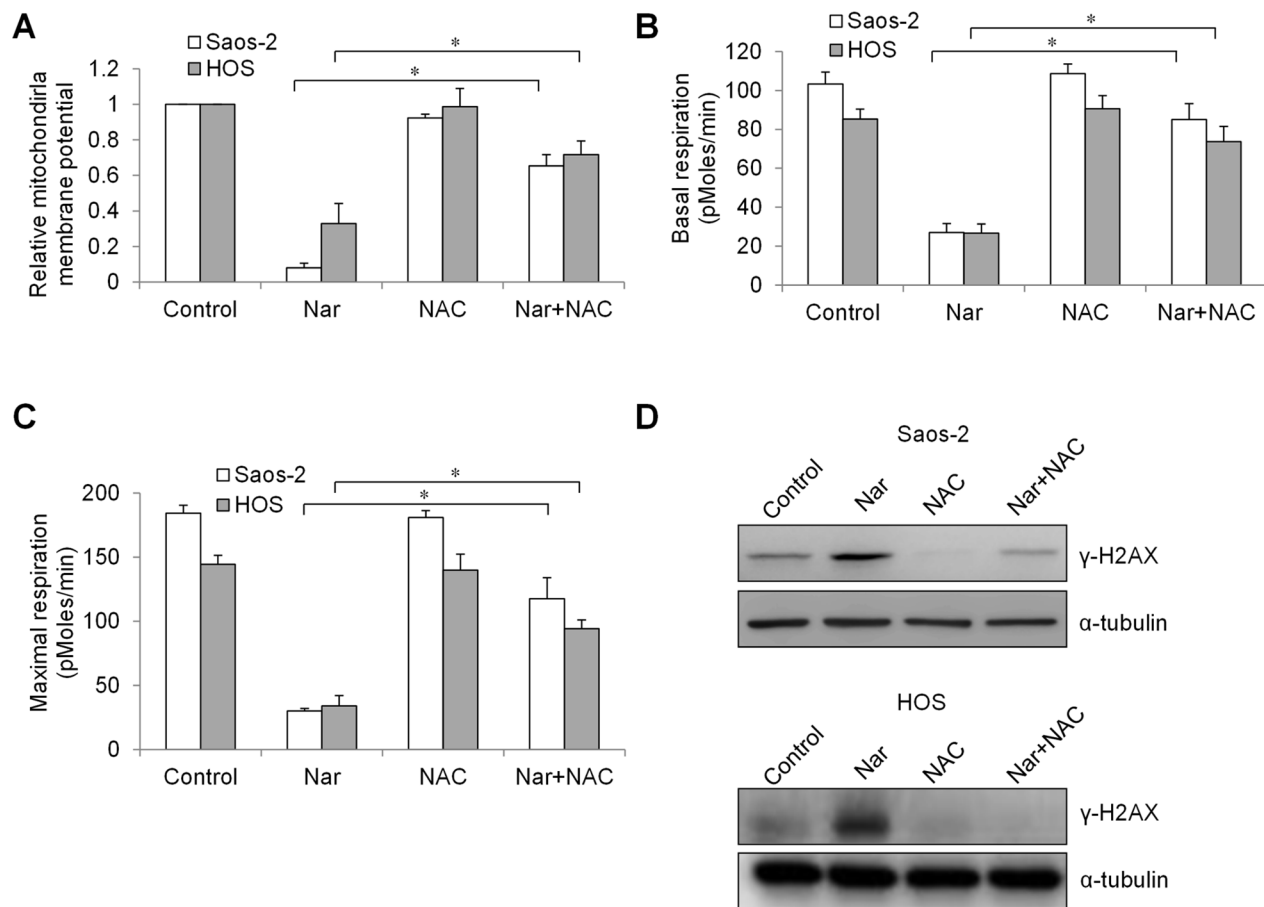 A
Saos-2
HOS
*
*
Relative mitochondirla
membrane potential
1.2
1
0.8
0.6
0.4
0.2
0
Control Nar NAC Nar+NAC
B
Saos-2
HOS
*
*
Basal respiration
(pMoles/min)
120
100
80
60
40
20
0
Control Nar NAC Nar+NAC
C
Saos-2
HOS
*
*
Maximal respiration
(pMoles/min)
200
150
100
50
0
Control Nar NAC Nar+NAC
D
Saos-2
Control Nar NAC Nar+NAC
γ-H2AX
α-tubulin
HOS
Control Nar NAC Nar+NAC
γ-H2AX
α-tubulin